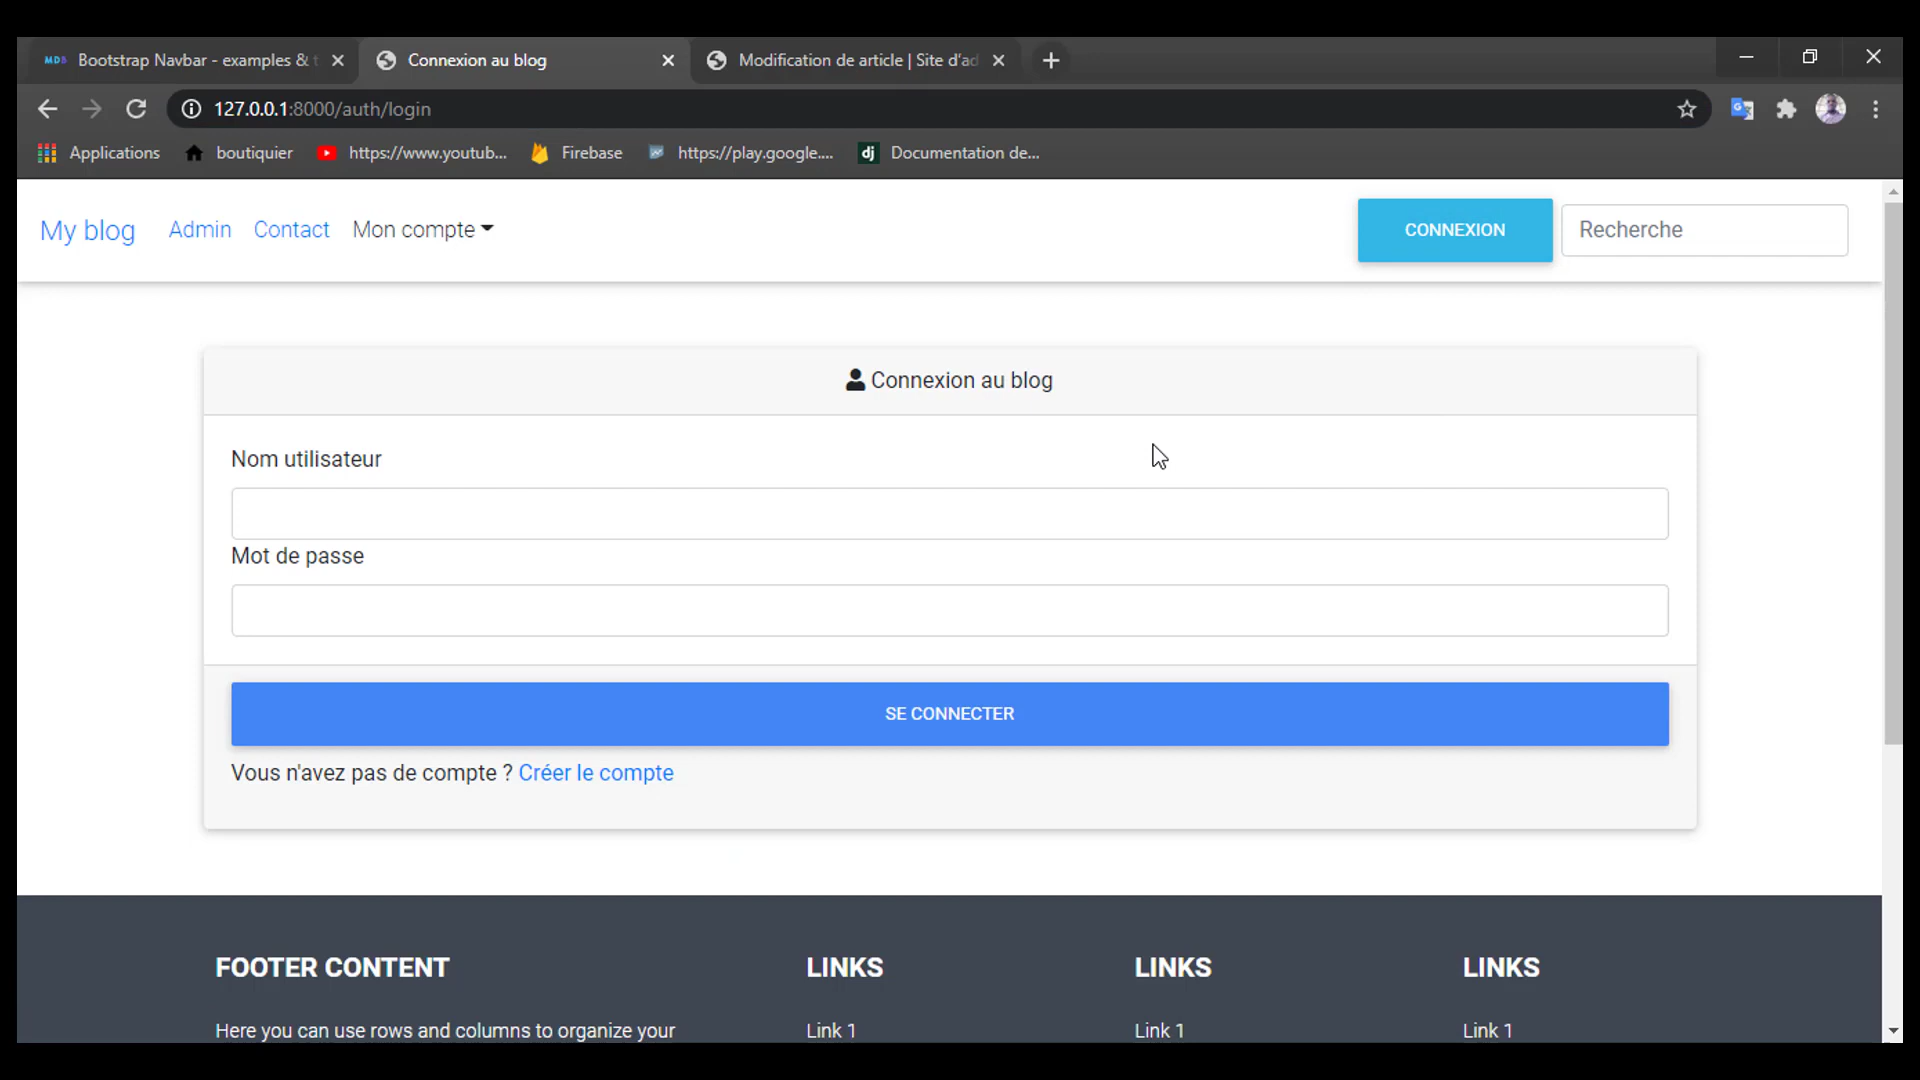 MDB Bootstrap Navbar - examples & t
Connexion au blog
Modification de article | Site d'ad
127.0.0.1:8000/auth/login
Applications
boutiquier
https://www.youtub...
Firebase
https://play.google....
dj Documentation de...
My blog
Admin
Contact
Mon compte
CONNEXION
Recherche
Connexion au blog
Nom utilisateur
Mot de passe
SE CONNECTER
Vous n'avez pas de compte ? Créer le compte
FOOTER CONTENT
LINKS
LINKS
LINKS
Here you can use rows and columns to organize your
Link 1
Link 1
Link 1